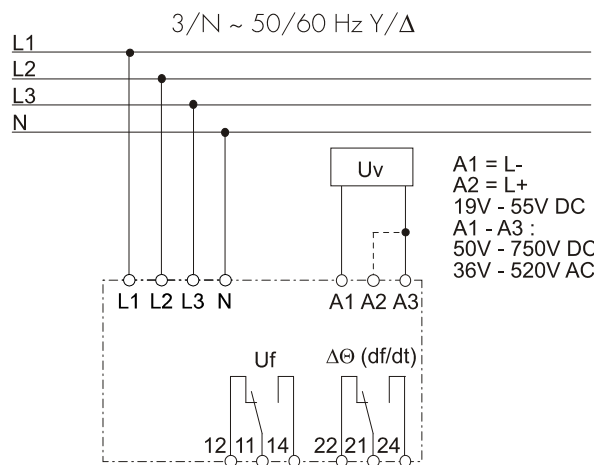 3/N ~ 50/60 Hz Y/Δ
L1
L2
L3
N
Uv
A1 = L-
A2 = L+
19V - 55V DC
A1 - A3 :
50V - 750V DC
36V - 520V AC
L1 L2 L3 N A1 A2 A3
Uf ΔΘ (df/dt)
12 11 14 22 21 24